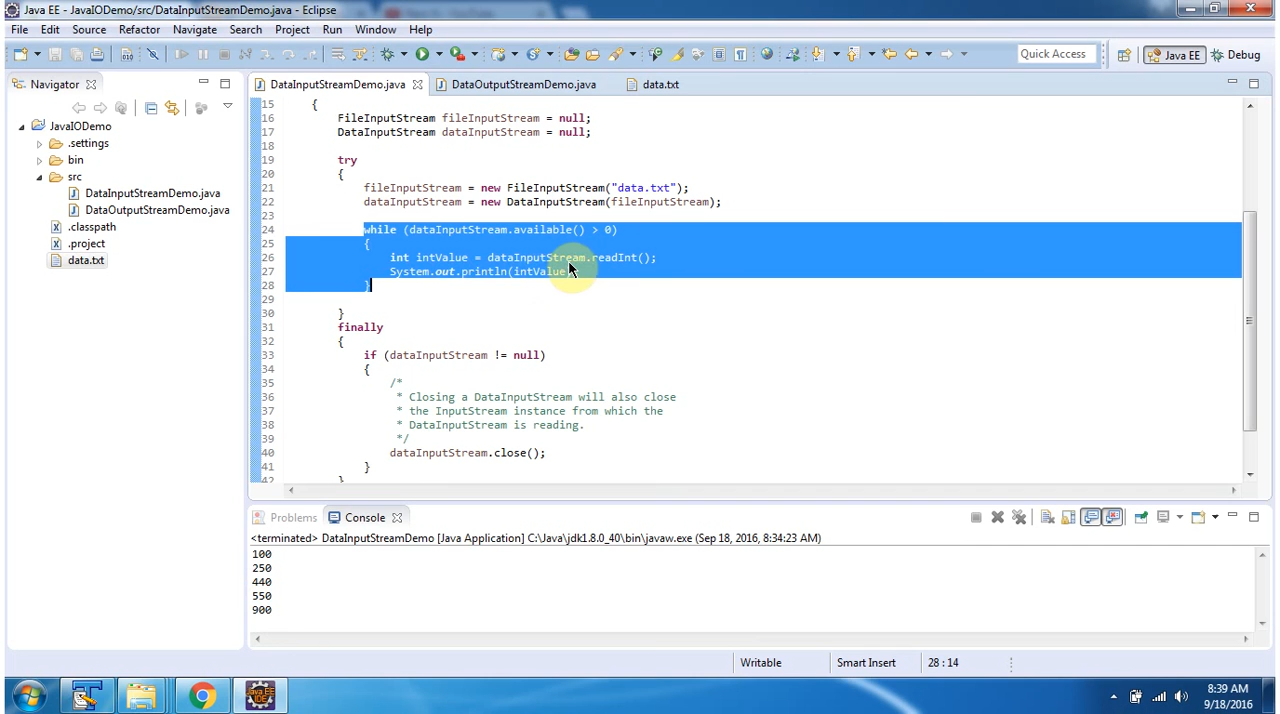 Java EE - JavaIODemo/src/DataInputStreamDemo.java - Eclipse
File Edit Source Refactor Navigate Search Project Run Window Help
Quick Access Java EE Debug
Navigator
JavaIODemo
.settings
bin
src
DataInputStreamDemo.java
DataOutputStreamDemo.java
.classpath
.project
data.txt
DataInputStreamDemo.java DataOutputStreamDemo.java data.txt
15 {
16 FileInputStream fileInputStream = null;
17 DataInputStream dataInputStream = null;
18
19 try
20 {
21 fileInputStream = new FileInputStream("data.txt");
22 dataInputStream = new DataInputStream(fileInputStream);
23
24 while (dataInputStream.available() > 0)
25 {
26 int intValue = dataInputStream.readInt();
27 System.out.println(intValue
28 }
29
30 }
31 finally
32 {
33 if (dataInputStream != null)
34 {
35 /*
36 * Closing a DataInputStream will also close
37 * the InputStream instance from which the
38 * DataInputStream is reading.
39 */
40 dataInputStream.close();
41 }
42 }
Problems Console
<terminated> DataInputStreamDemo [Java Application] C:\Java\jdk1.8.0_40\bin\javaw.exe (Sep 18, 2016, 8:34:23 AM)
100
250
440
550
900
Writable Smart Insert 28 : 14
Java EE
IDE
8:39 AM
9/18/2016